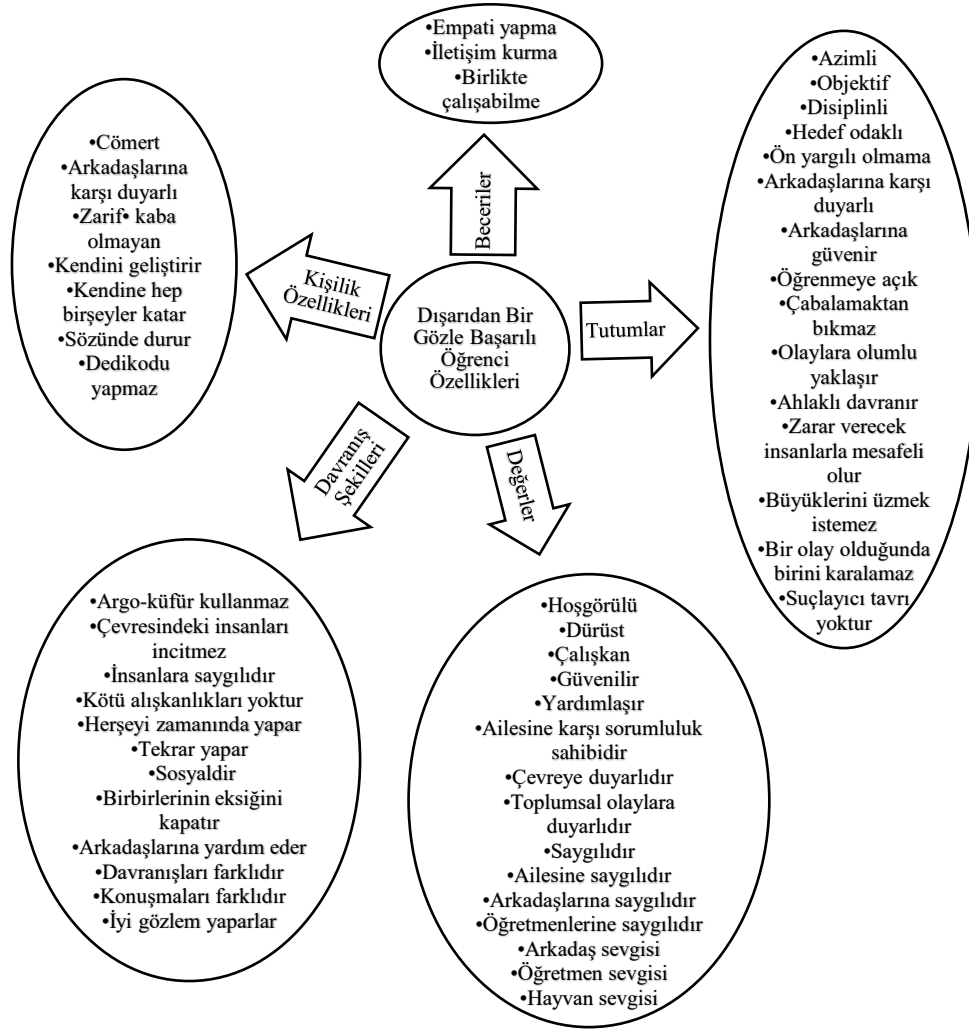 •Empati yapma
•İletişim kurma
•Birlikte
çalışabilme
Beceriler
•Cömert
•Arkadaşlarına
karşı duyarlı
•Zarif• kaba
olmayan
•Kendini geliştirir
•Kendine hep
birşeyler katar
•Sözünde durur
•Dedikodu
yapmaz
Kişilik
Özellikleri
Dışarıdan Bir
Gözle Başarılı
Öğrenci
Özellikleri
Tutumlar
•Azimli
•Objektif
•Disiplinli
•Hedef odaklı
•Ön yargılı olmama
•Arkadaşlarına karşı
duyarlı
•Arkadaşlarına
güvenir
•Öğrenmeye açık
•Çabalamaktan
bıkmaz
•Olaylara olumlu
yaklaşır
•Ahlaklı davranır
•Zarar verecek
insanlarla mesafeli
olur
•Büyüklerini üzmek
istemez
•Bir olay olduğunda
birini karalamaz
•Suçlayıcı tavrı
yoktur
Davranış
Şekilleri
•Argo-küfür kullanmaz
•Çevresindeki insanları
incitmez
•İnsanlara saygılıdır
•Kötü alışkanlıkları yoktur
•Herşeyi zamanında yapar
•Tekrar yapar
•Sosyaldir
•Birbirlerinin eksiğini
kapatır
•Arkadaşlarına yardım eder
•Davranışları farklıdır
•Konuşmaları farklıdır
•İyi gözlem yaparlar
Değerler
•Hoşgörülü
•Dürüst
•Çalışkan
•Güvenilir
•Yardımlaşır
•Ailesine karşı sorumluluk
sahibidir
•Çevreye duyarlıdır
•Toplumsal olaylara
duyarlıdır
•Saygılıdır
•Ailesine saygılıdır
•Arkadaşlarına saygılıdır
•Öğretmenlerine saygılıdır
•Arkadaş sevgisi
•Öğretmen sevgisi
•Hayvan sevgisi